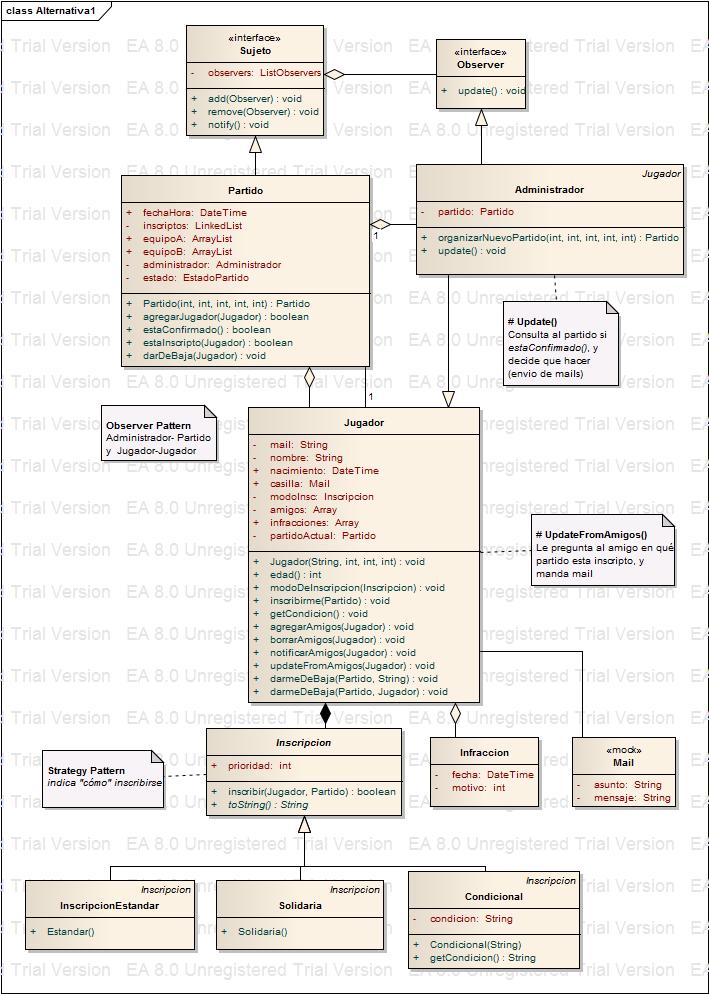 class Alternativa1
«interface»
Sujeto
- observers: ListObservers
+ add(Observer) : void
+ remove(Observer) : void
+ notify() : void
«interface»
Observer
+ update() : void
Partido
+ fechaHora: DateTime
- inscriptos: LinkedList
+ equipoA: ArrayList
+ equipoB: ArrayList
- administrador: Administrador
- estado: EstadoPartido
+ Partido(int, int, int, int, int) : Partido
+ agregarJugador(Jugador) : boolean
+ estaConfirmado() : boolean
+ estaInscripto(Jugador) : boolean
+ darDeBaja(Jugador) : void
1
Jugador
Administrador
- partido: Partido
+ organizarNuevoPartido(int, int, int, int, int) : Partido
+ update() : void
# Update()
Consulta al partido si
estaConfirmado(), y
decide que hacer
(envio de mails)
1
Observer Pattern
Administrador- Partido
y Jugador-Jugador
Jugador
- mail: String
- nombre: String
+ nacimiento: DateTime
+ casilla: Mail
- modoInsc: Inscripcion
- amigos: Array
+ infracciones: Array
- partidoActual: Partido
+ Jugador(String, int, int, int) : void
+ edad() : int
+ modoDeInscripcion(Inscripcion) : void
+ inscribirme(Partido) : void
+ getCondicion() : void
+ agregarAmigos(Jugador) : void
+ borrarAmigos(Jugador) : void
+ notificarAmigos(Jugador) : void
+ updateFromAmigos(Jugador) : void
+ darmeDeBaja(Partido, String) : void
+ darmeDeBaja(Partido, Jugador) : void
# UpdateFromAmigos()
Le pregunta al amigo en qué
partido esta inscripto, y
manda mail
Strategy Pattern
indica "cómo" inscribirse
Inscripcion
+ prioridad: int
+ inscribir(Jugador, Partido) : boolean
+ toString() : String
Infraccion
- fecha: DateTime
- motivo: int
«mock»
Mail
- asunto: String
- mensaje: String
Inscripcion
InscripcionEstandar
+ Estandar()
Inscripcion
Solidaria
+ Solidaria()
Inscripcion
Condicional
- condicion: String
+ Condicional(String)
+ getCondicion() : String